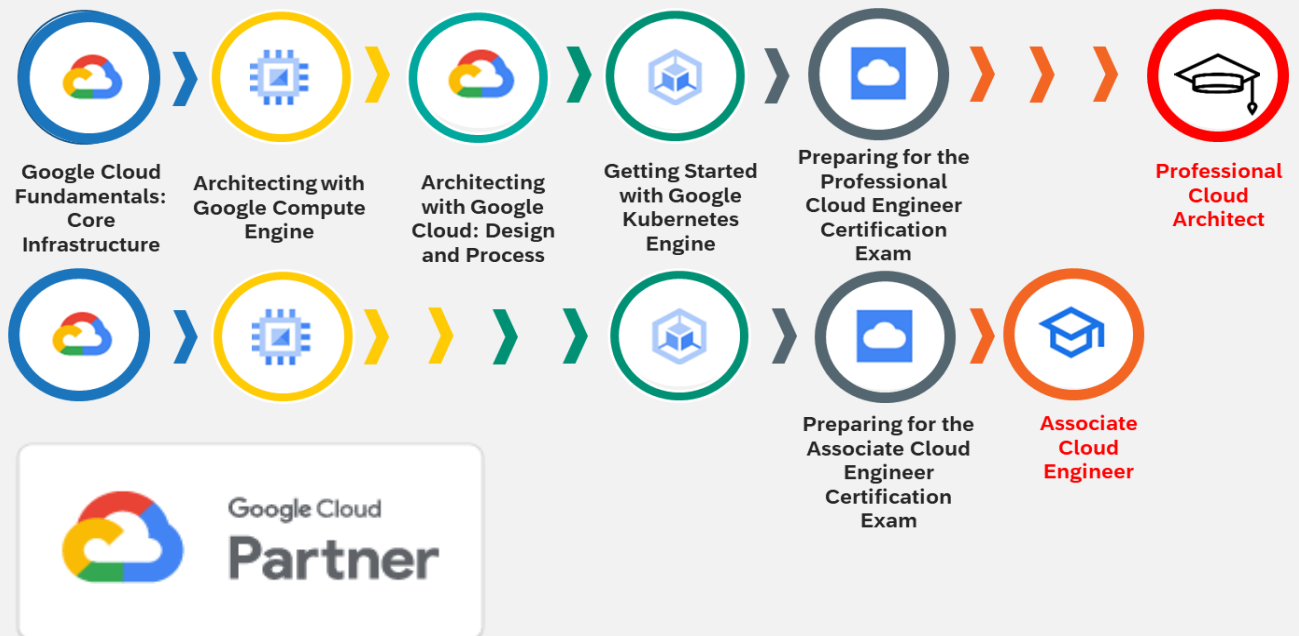 Google Cloud
Fundamentals:
Core
Infrastructure
Architecting with
Google Compute
Engine
Architecting
with Google
Cloud: Design
and Process
Getting Started
with Google
Kubernetes
Engine
Preparing for the
Professional
Cloud Engineer
Certification
Exam
Professional
Cloud
Architect
Preparing for the
Associate Cloud
Engineer
Certification
Exam
Associate
Cloud
Engineer
Google Cloud
Partner